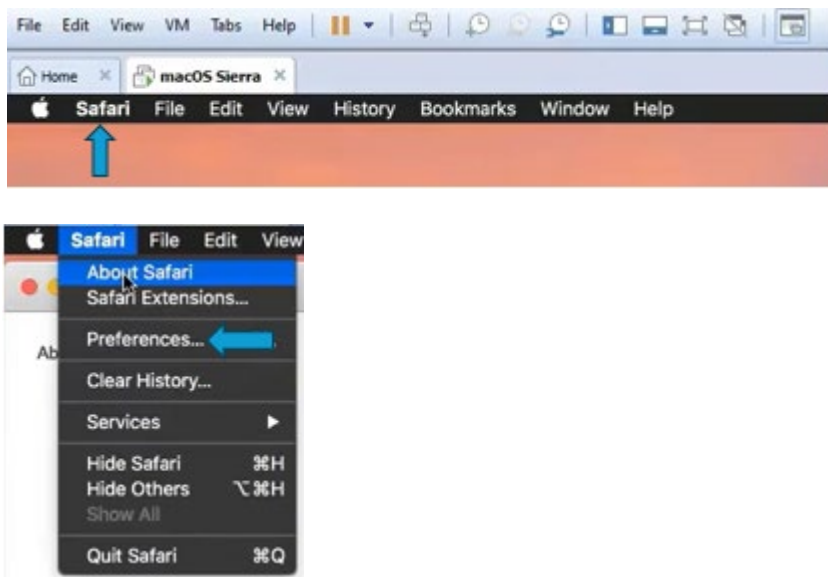 File Edit View VM Tabs Help
Home × macOS Sierra ×
Safari File Edit View History Bookmarks Window Help
Safari File Edit View
About Safari
Safari Extensions...
Ab
Preferences...
Clear History...
Services
Hide Safari ⌘H
Hide Others ⌥⌘H
Show All
Quit Safari ⌘Q